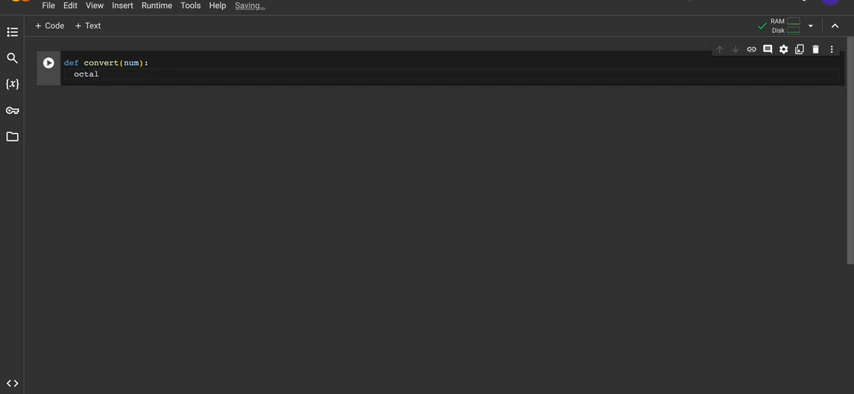 File Edit View Insert Runtime Tools Help Saving...
+ Code + Text
RAM
Disk
{x}
def convert(num):
octal